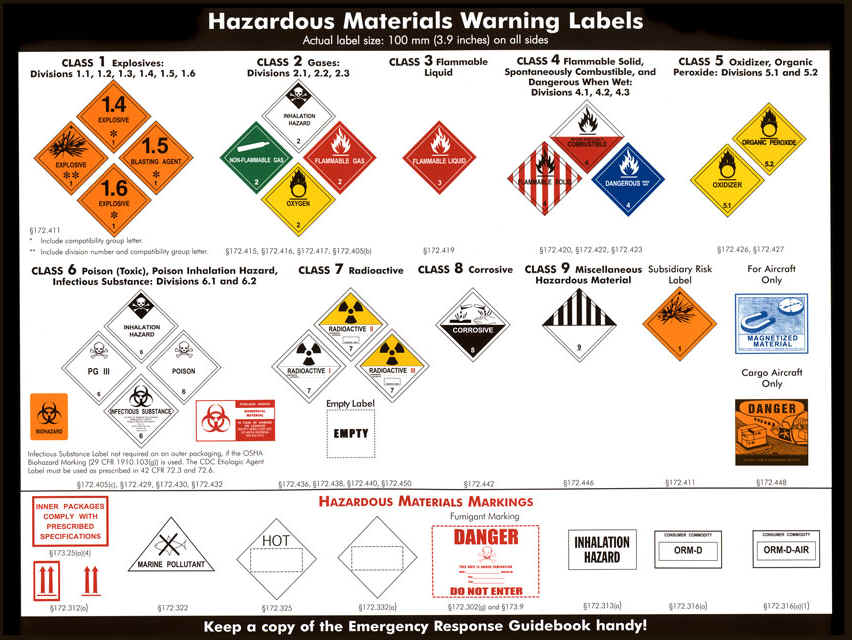 Hazardous Materials Warning Labels
Actual label size: 100 mm (3.9 inches) on all sides
CLASS 1 Explosives:
Divisions 1.1, 1.2, 1.3, 1.4, 1.5, 1.6
1.4
EXPLOSIVE
*
1
EXPLOSIVE
**
1
1.5
BLASTING AGENT
1
1.6
EXPLOSIVE
*
1
§172.411
* Include compatibility group letter.
** Include division number and compatibility group letter.
CLASS 2 Gases:
Divisions 2.1, 2.2, 2.3
INHALATION
HAZARD
2
NON-FLAMMABLE GAS
2
FLAMMABLE GAS
2
OXYGEN
2
§172.415, §172.416, §172.417, §172.405(b)
CLASS 3 Flammable
Liquid
FLAMMABLE LIQUID
3
§172.419
CLASS 4 Flammable Solid,
Spontaneously Combustible, and
Dangerous When Wet:
Divisions 4.1, 4.2, 4.3
COMBUSTIBLE
4
FLAMMABLE SOLID
DANGEROUS
4
§172.420, §172.422, §172.423
CLASS 5 Oxidizer, Organic
Peroxide: Divisions 5.1 and 5.2
ORGANIC PEROXIDE
5.2
OXIDIZER
5.1
§172.426, §172.427
CLASS 6 Poison (Toxic), Poison Inhalation Hazard,
Infectious Substance: Divisions 6.1 and 6.2
INHALATION
HAZARD
6
PG III
6
POISON
6
INFECTIOUS SUBSTANCE
6
BIOHAZARD
Infectious Substance Label not required on an outer packaging, if the OSHA
Biohazard Marking (29 CFR 1910.103(g)) is used. The CDC Etiologic Agent
Label must be used as prescribed in 42 CFR 72.3 and 72.6.
§172.405(c), §172.429, §172.430, §172.432
CLASS 7 Radioactive
RADIOACTIVE II
7
RADIOACTIVE I
7
RADIOACTIVE III
7
Empty Label
EMPTY
§172.436, §172.438, §172.440, §172.450
CLASS 8 Corrosive
CORROSIVE
8
§172.442
CLASS 9 Miscellaneous
Hazardous Material
9
§172.446
Subsidiary Risk
Label
1
§172.411
For Aircraft
Only
MAGNETIZED
MATERIAL
Cargo Aircraft
Only
DANGER
§172.448
HAZARDOUS MATERIALS MARKINGS
INNER PACKAGES
COMPLY WITH
PRESCRIBED
SPECIFICATIONS
§173.25(a)(4)
§172.312(a)
MARINE POLLUTANT
§172.322
HOT
§172.325
§172.332(a)
Fumigant Marking
DANGER
DO NOT ENTER
§172.302(g) and §173.9
INHALATION
HAZARD
§172.313(a)
CONSUMER COMMODITY
ORM-D
§172.316(a)
CONSUMER COMMODITY
ORM-D-AIR
§172.316(a)(1)
Keep a copy of the Emergency Response Guidebook handy!